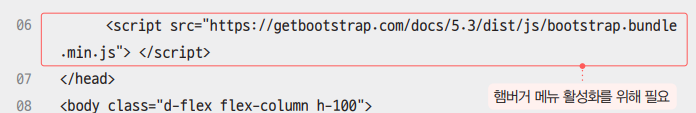 06 <script src="https://getbootstrap.com/docs/5.3/dist/js/bootstrap.bundle
.min.js"> </script>
07 </head>
햄버거 메뉴 활성화를 위해 필요
08 <body class="d-flex flex-column h-100">